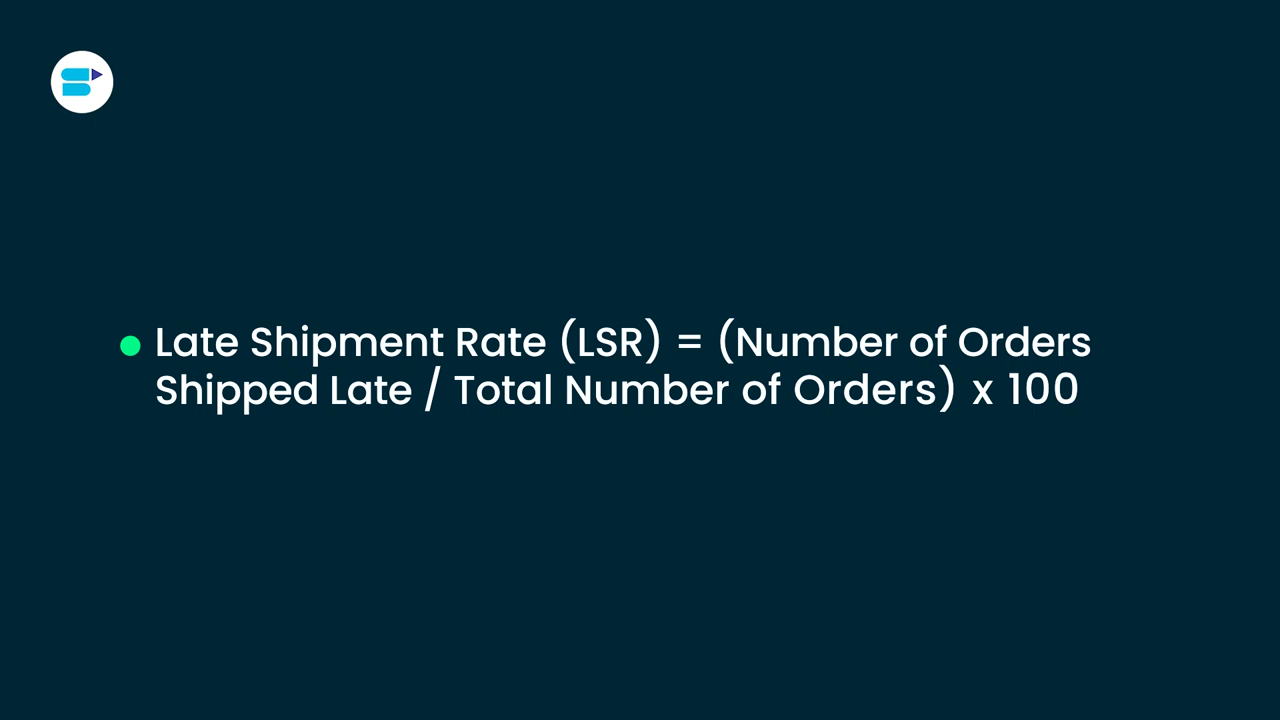 Late Shipment Rate (LSR) = (Number of Orders
Shipped Late / Total Number of Orders) x 100